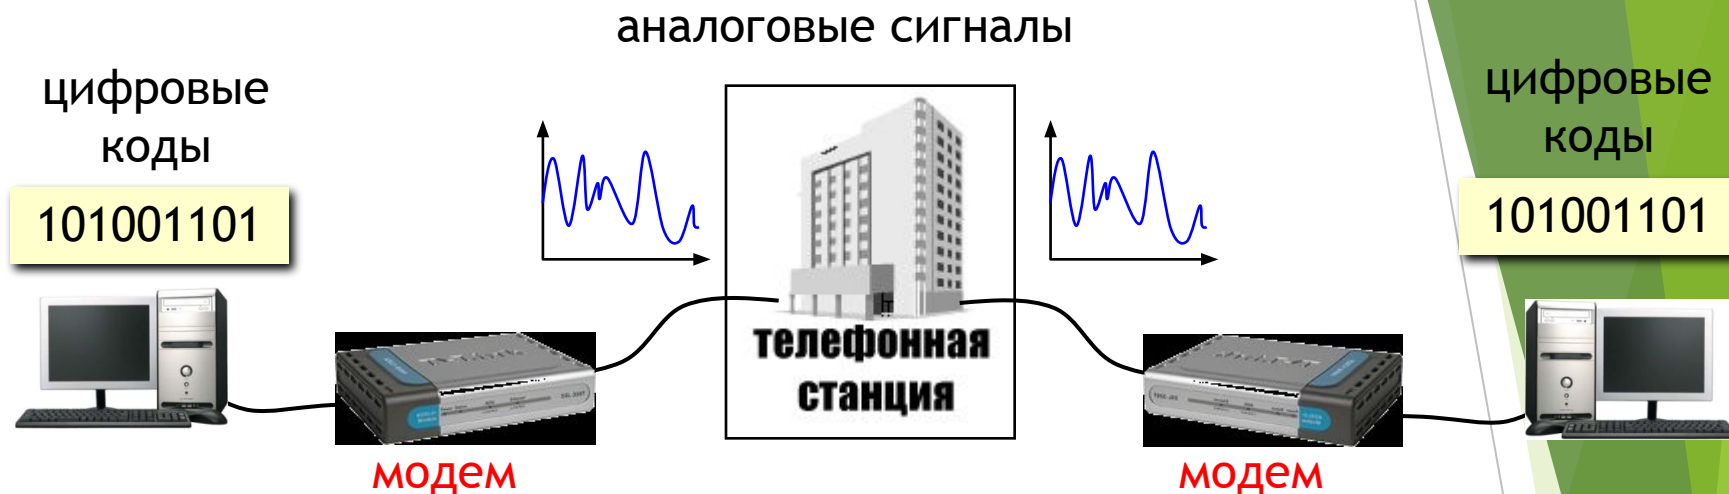 аналоговые сигналы
цифровые
коды
101001101
цифровые
коды
101001101
телефонная
станция
модем
модем